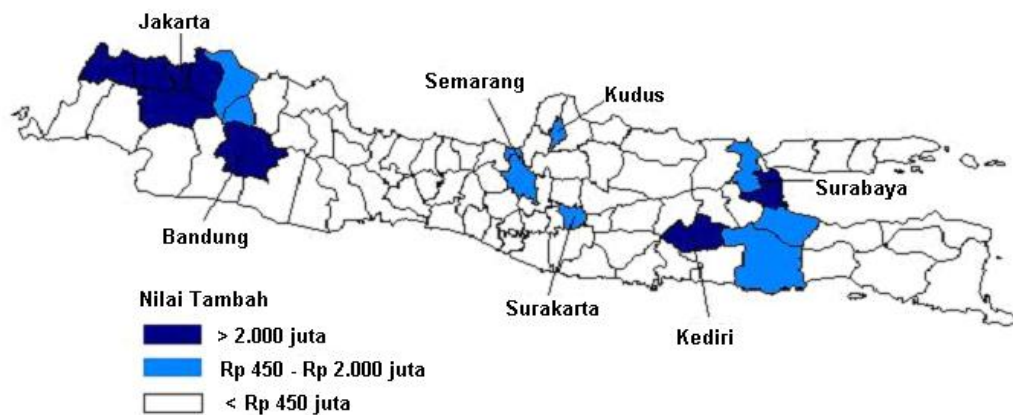 Jakarta
Semarang
Kudus
Surabaya
Bandung
Surakarta
Kediri
Nilai Tambah
> 2.000 juta
Rp 450 - Rp 2.000 juta
< Rp 450 juta